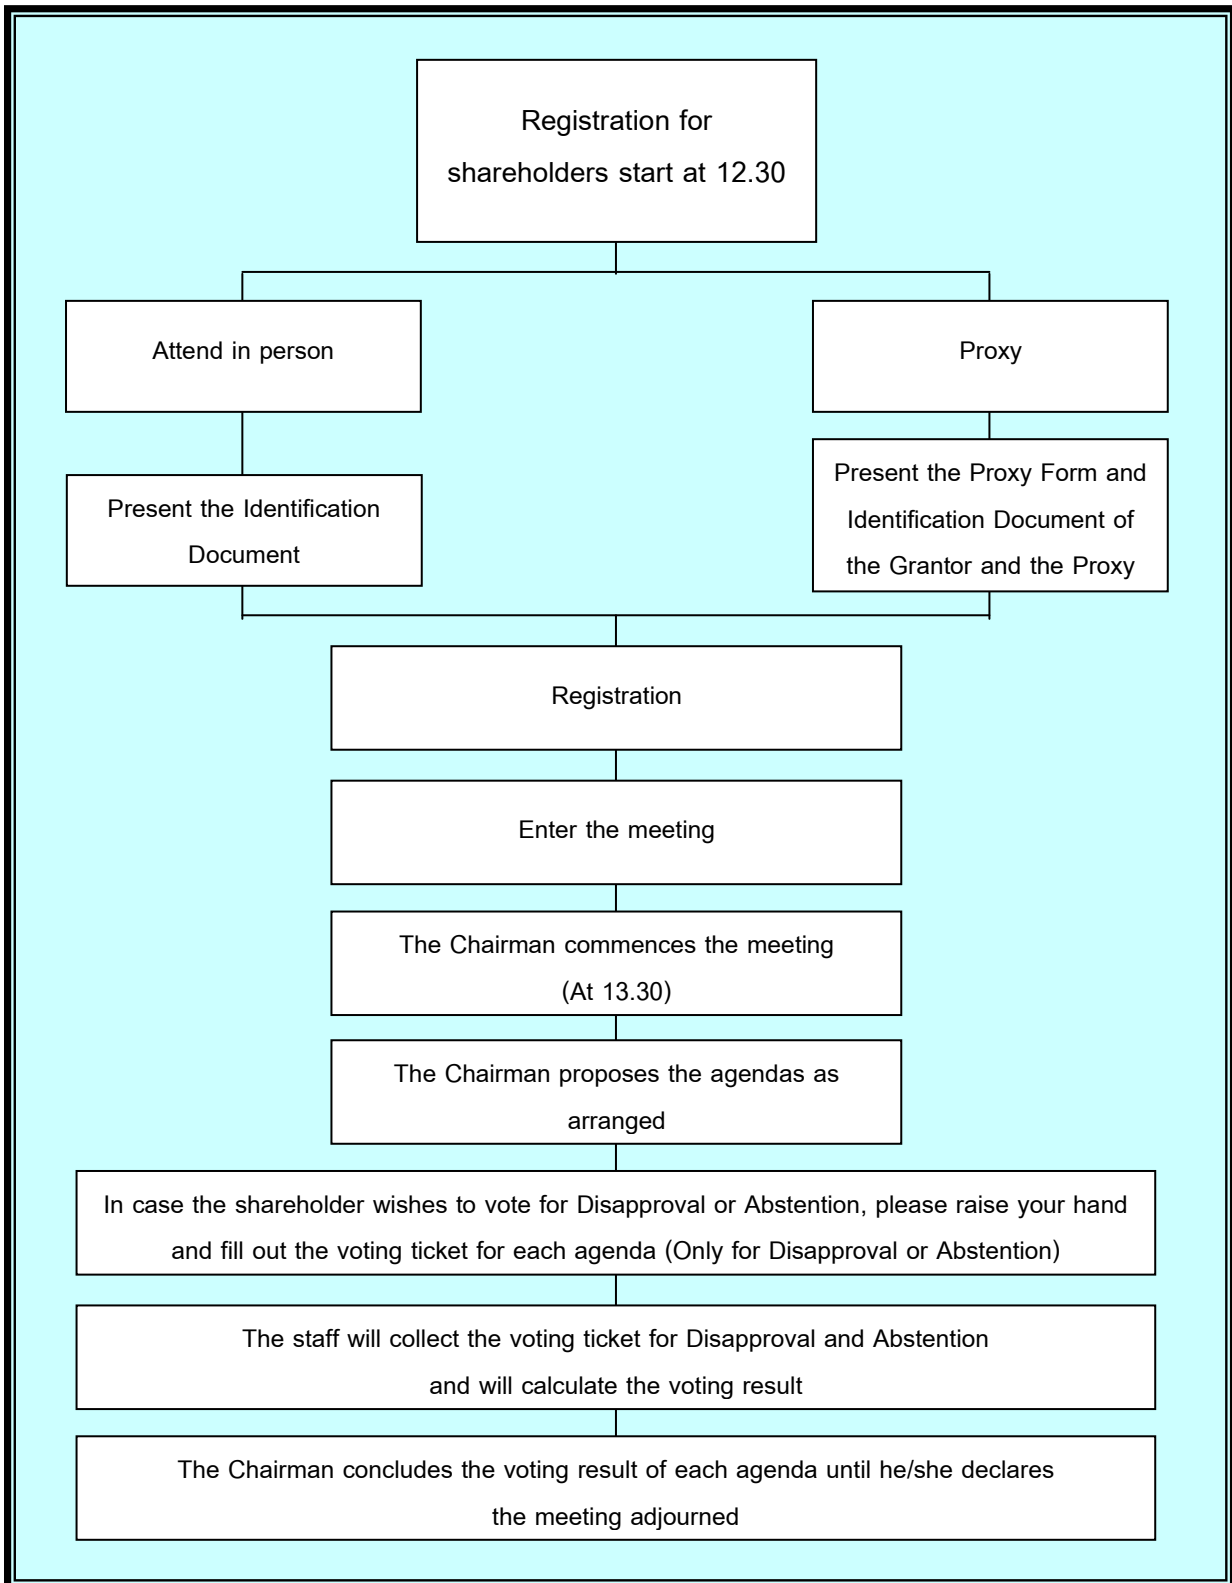 Registration for
shareholders start at 12.30
Attend in person
Proxy
Present the Identification
Document
Present the Proxy Form and
Identification Document of
the Grantor and the Proxy
Registration
Enter the meeting
The Chairman commences the meeting
(At 13.30)
The Chairman proposes the agendas as
arranged
In case the shareholder wishes to vote for Disapproval or Abstention, please raise your hand
and fill out the voting ticket for each agenda (Only for Disapproval or Abstention)
The staff will collect the voting ticket for Disapproval and Abstention
and will calculate the voting result
The Chairman concludes the voting result of each agenda until he/she declares
the meeting adjourned